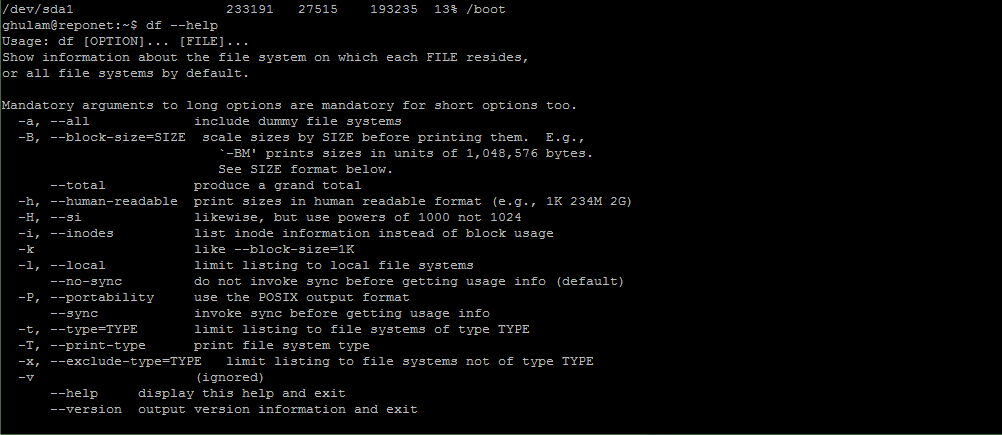 /dev/sda1                   233191   27515    193235  13% /boot
ghulam@reponet:~$ df --help
Usage: df [OPTION]... [FILE]...
Show information about the file system on which each FILE resides,
or all file systems by default.

Mandatory arguments to long options are mandatory for short options too.
  -a, --all             include dummy file systems
  -B, --block-size=SIZE  scale sizes by SIZE before printing them.  E.g.,
                           `-BM' prints sizes in units of 1,048,576 bytes.
                           See SIZE format below.
      --total           produce a grand total
  -h, --human-readable  print sizes in human readable format (e.g., 1K 234M 2G)
  -H, --si              likewise, but use powers of 1000 not 1024
  -i, --inodes          list inode information instead of block usage
  -k                    like --block-size=1K
  -l, --local           limit listing to local file systems
      --no-sync         do not invoke sync before getting usage info (default)
  -P, --portability     use the POSIX output format
      --sync            invoke sync before getting usage info
  -t, --type=TYPE       limit listing to file systems of type TYPE
  -T, --print-type      print file system type
  -x, --exclude-type=TYPE   limit listing to file systems not of type TYPE
  -v                    (ignored)
      --help     display this help and exit
      --version  output version information and exit